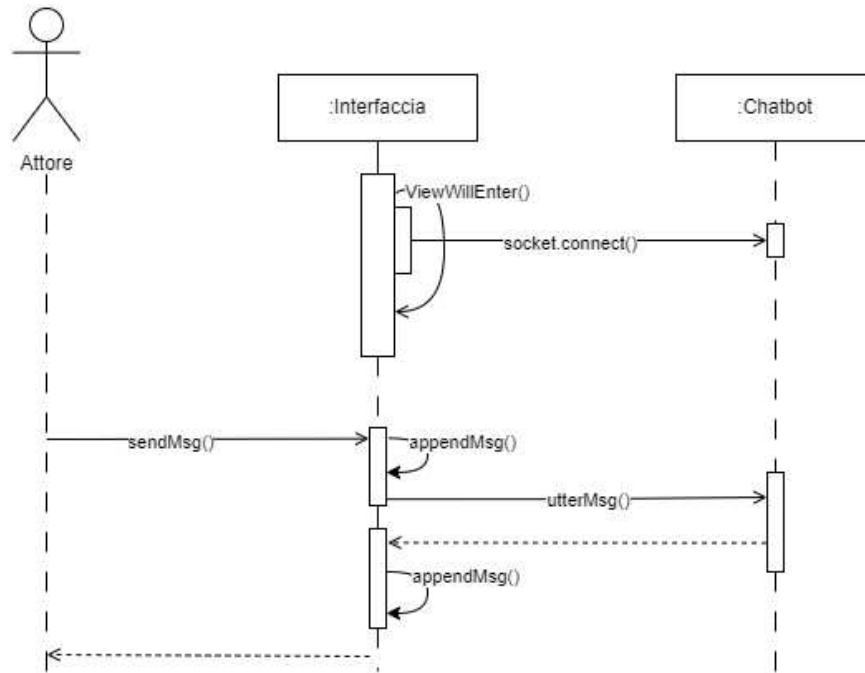 :Interfaccia
:Chatbot
Attore
ViewWillEnter()
socket.connect()
sendMsg()
appendMsg()
utterMsg()
appendMsg()